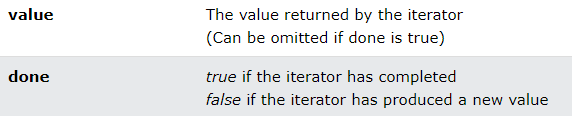 value The value returned by the iterator
(Can be omitted if done is true)
done true if the iterator has completed
false if the iterator has produced a new value